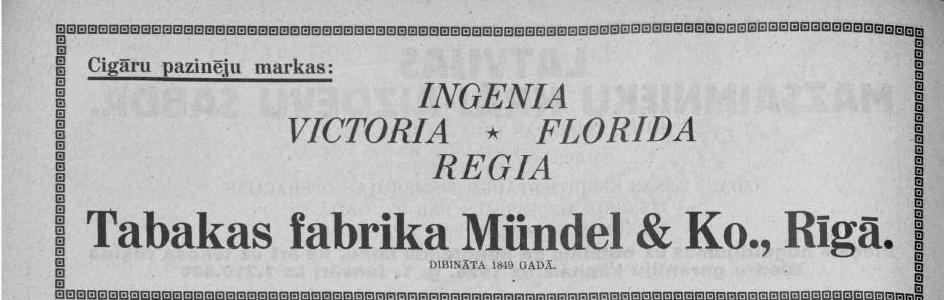 Cigāru pazinēju markas:
INGENIA
VICTORIA ★ FLORIDA
REGIA
Tabakas fabrika Mündel & Ko., Rīgā.
DIBINĀTA 1849 GADĀ.